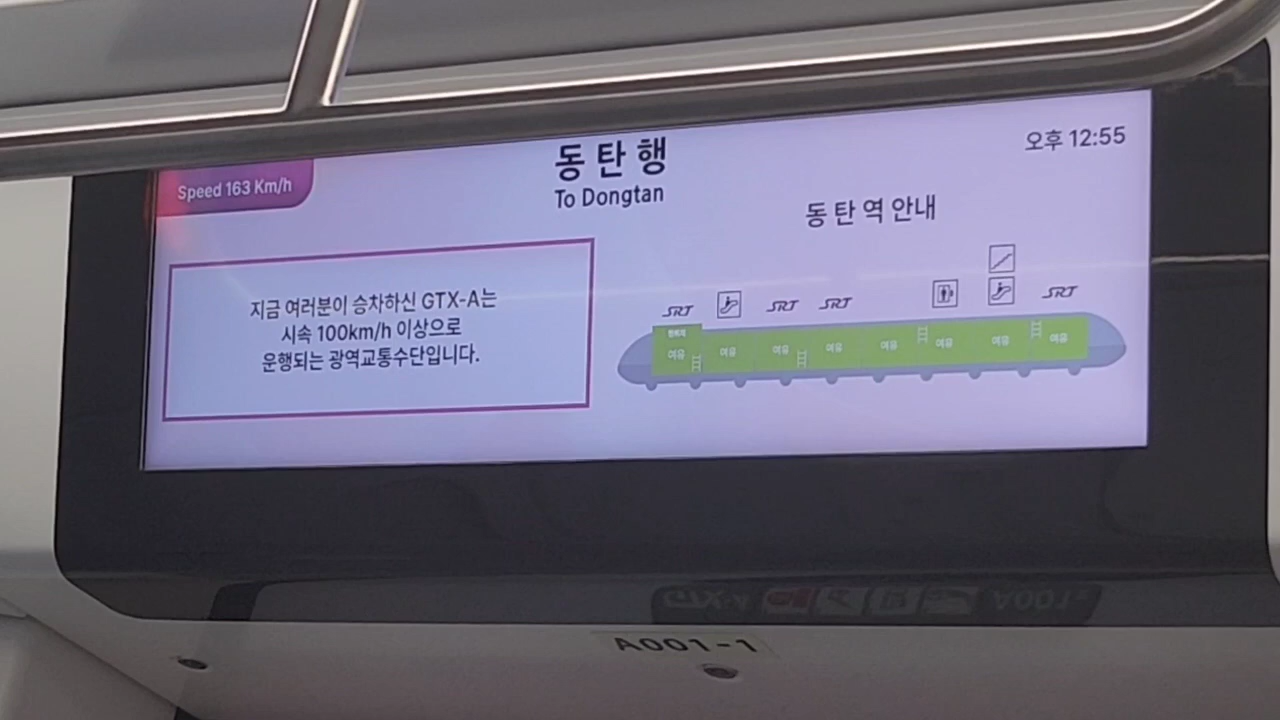 Speed 163 Km/h
동탄행
To Dongtan
오후 12:55
지금 여러분이 승차하신 GTX-A는
시속 100km/h 이상으로
운행되는 광역교통수단입니다.
동탄역 안내
SRT SRT SRT SRT
여유 여유 여유 여유 여유 여유 여유 여유
A001-1